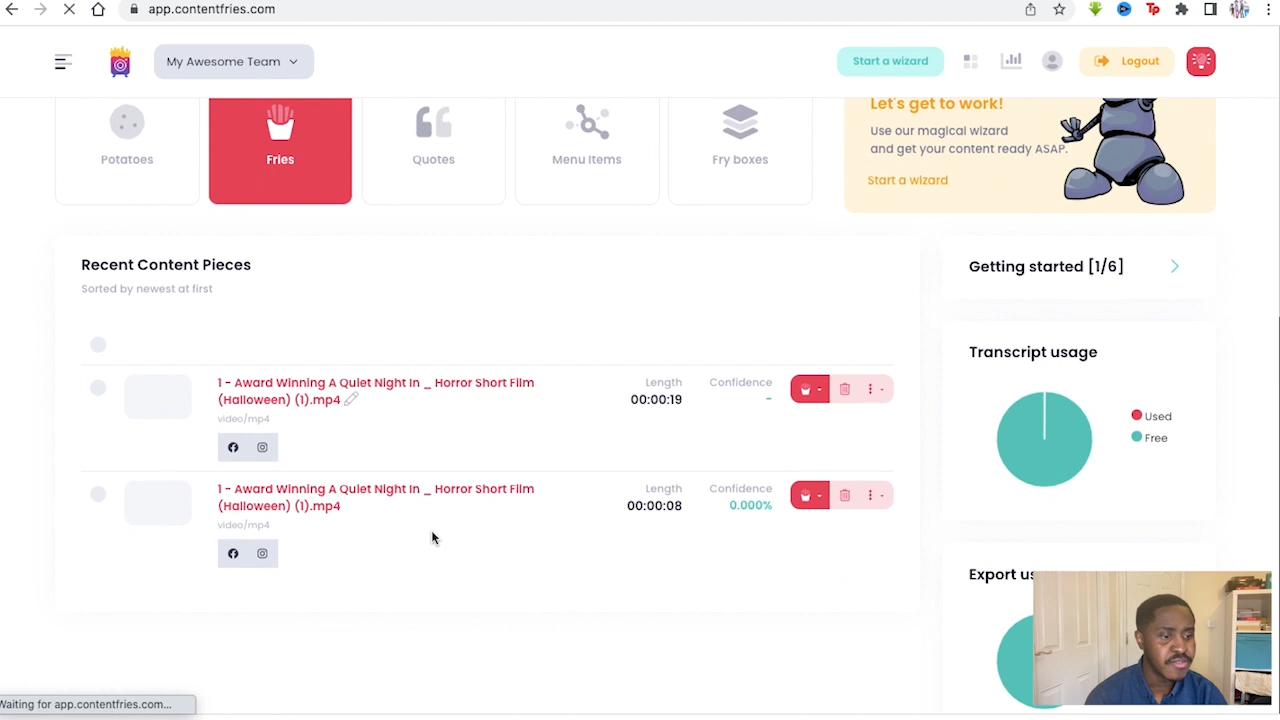 app.contentfries.com
My Awesome Team
Start a wizard
Logout
Potatoes
Fries
Quotes
Menu Items
Fry boxes
Let's get to work!
Use our magical wizard
and get your content ready ASAP.
Start a wizard
Recent Content Pieces
Sorted by newest at first
1 - Award Winning A Quiet Night In _ Horror Short Film
(Halloween) (1).mp4
video/mp4
Length
00:00:19
Confidence
-
1 - Award Winning A Quiet Night In _ Horror Short Film
(Halloween) (1).mp4
video/mp4
Length
00:00:08
Confidence
0.000%
Getting started [1/6]
Transcript usage
Used
Free
Export
Waiting for app.contentfries.com...